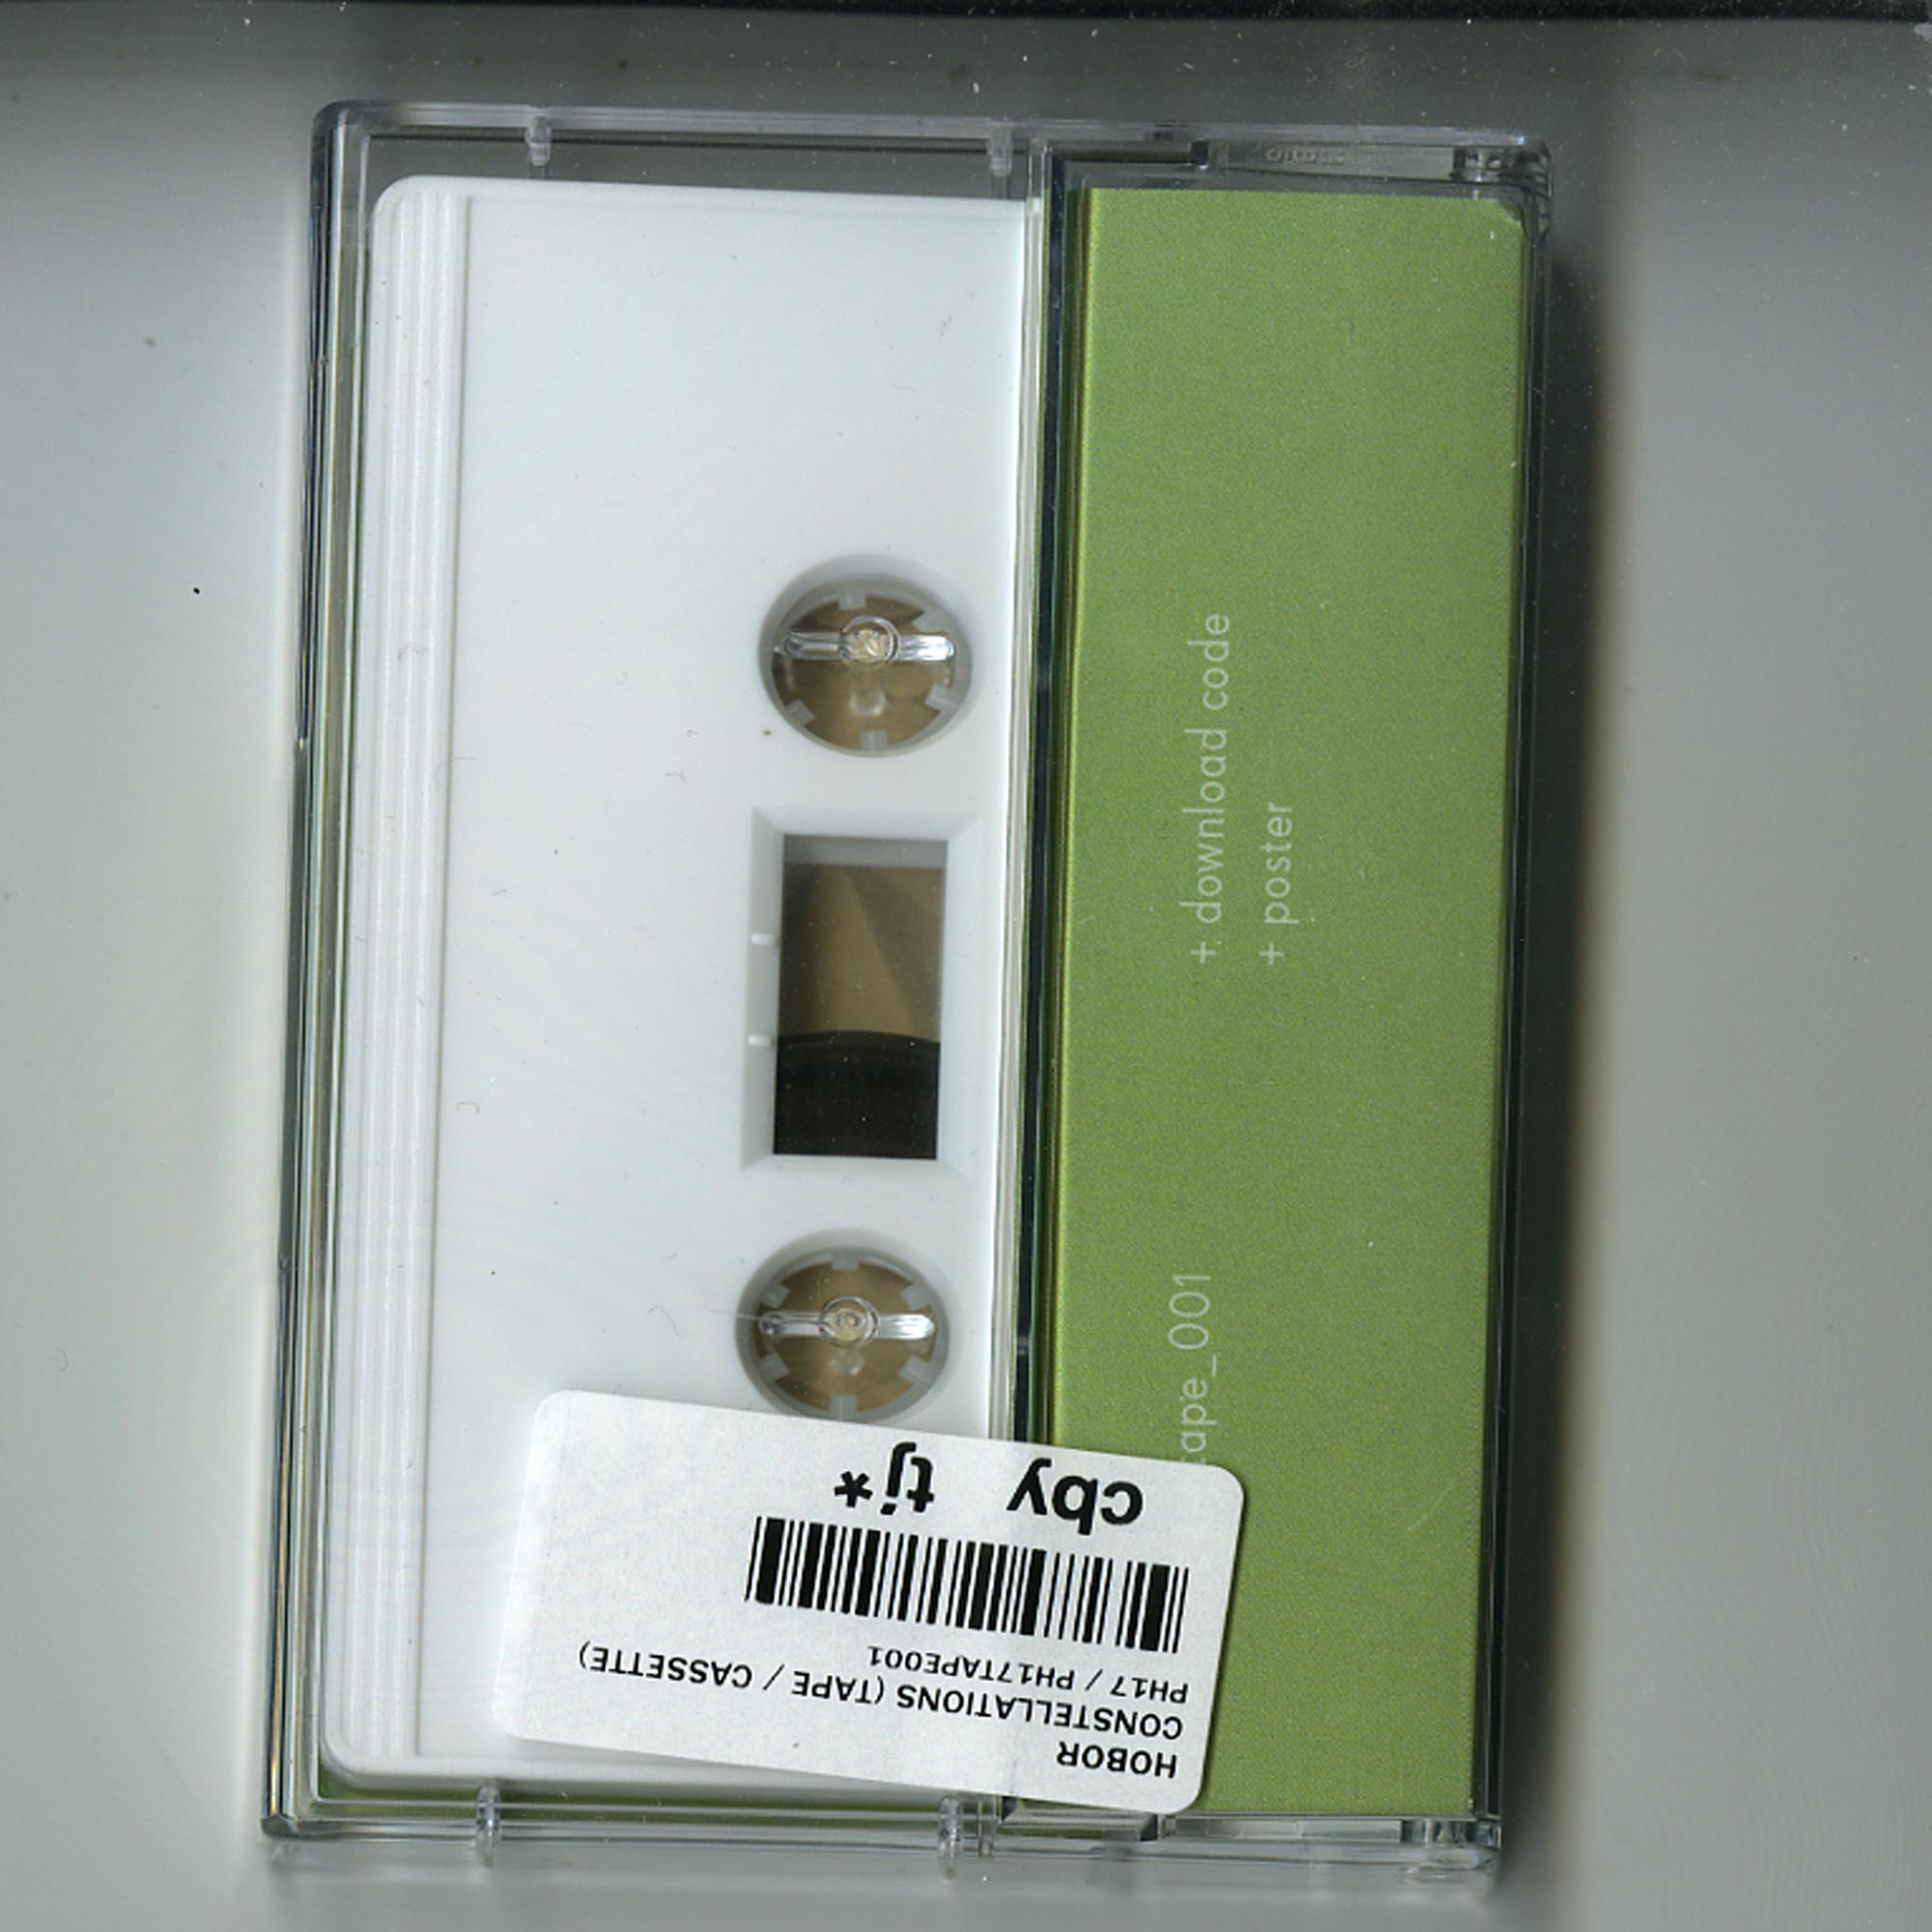 + download code
+ poster
ape_001
HOBOR
CONSTELLATIONS (TAPE / CASSETTE)
PH17 / PH17TAPE001
cby tj*